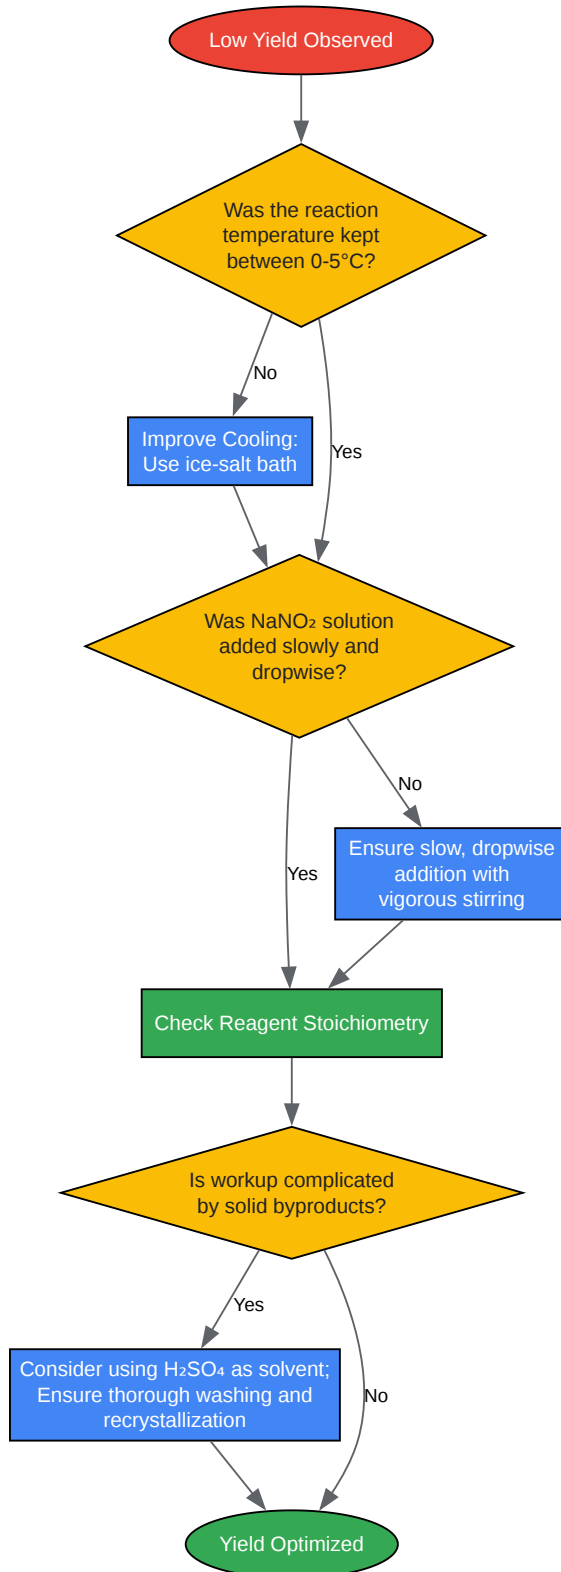 Low Yield Observed
Was the reaction
temperature kept
between 0-5°C?
No
Yes
Improve Cooling:
Use ice-salt bath
Was NaNO₂ solution
added slowly and
dropwise?
No
Yes
Ensure slow, dropwise
addition with
vigorous stirring
Check Reagent Stoichiometry
Is workup complicated
by solid byproducts?
Yes
No
Consider using H₂SO₄ as solvent;
Ensure thorough washing and
recrystallization
Yield Optimized